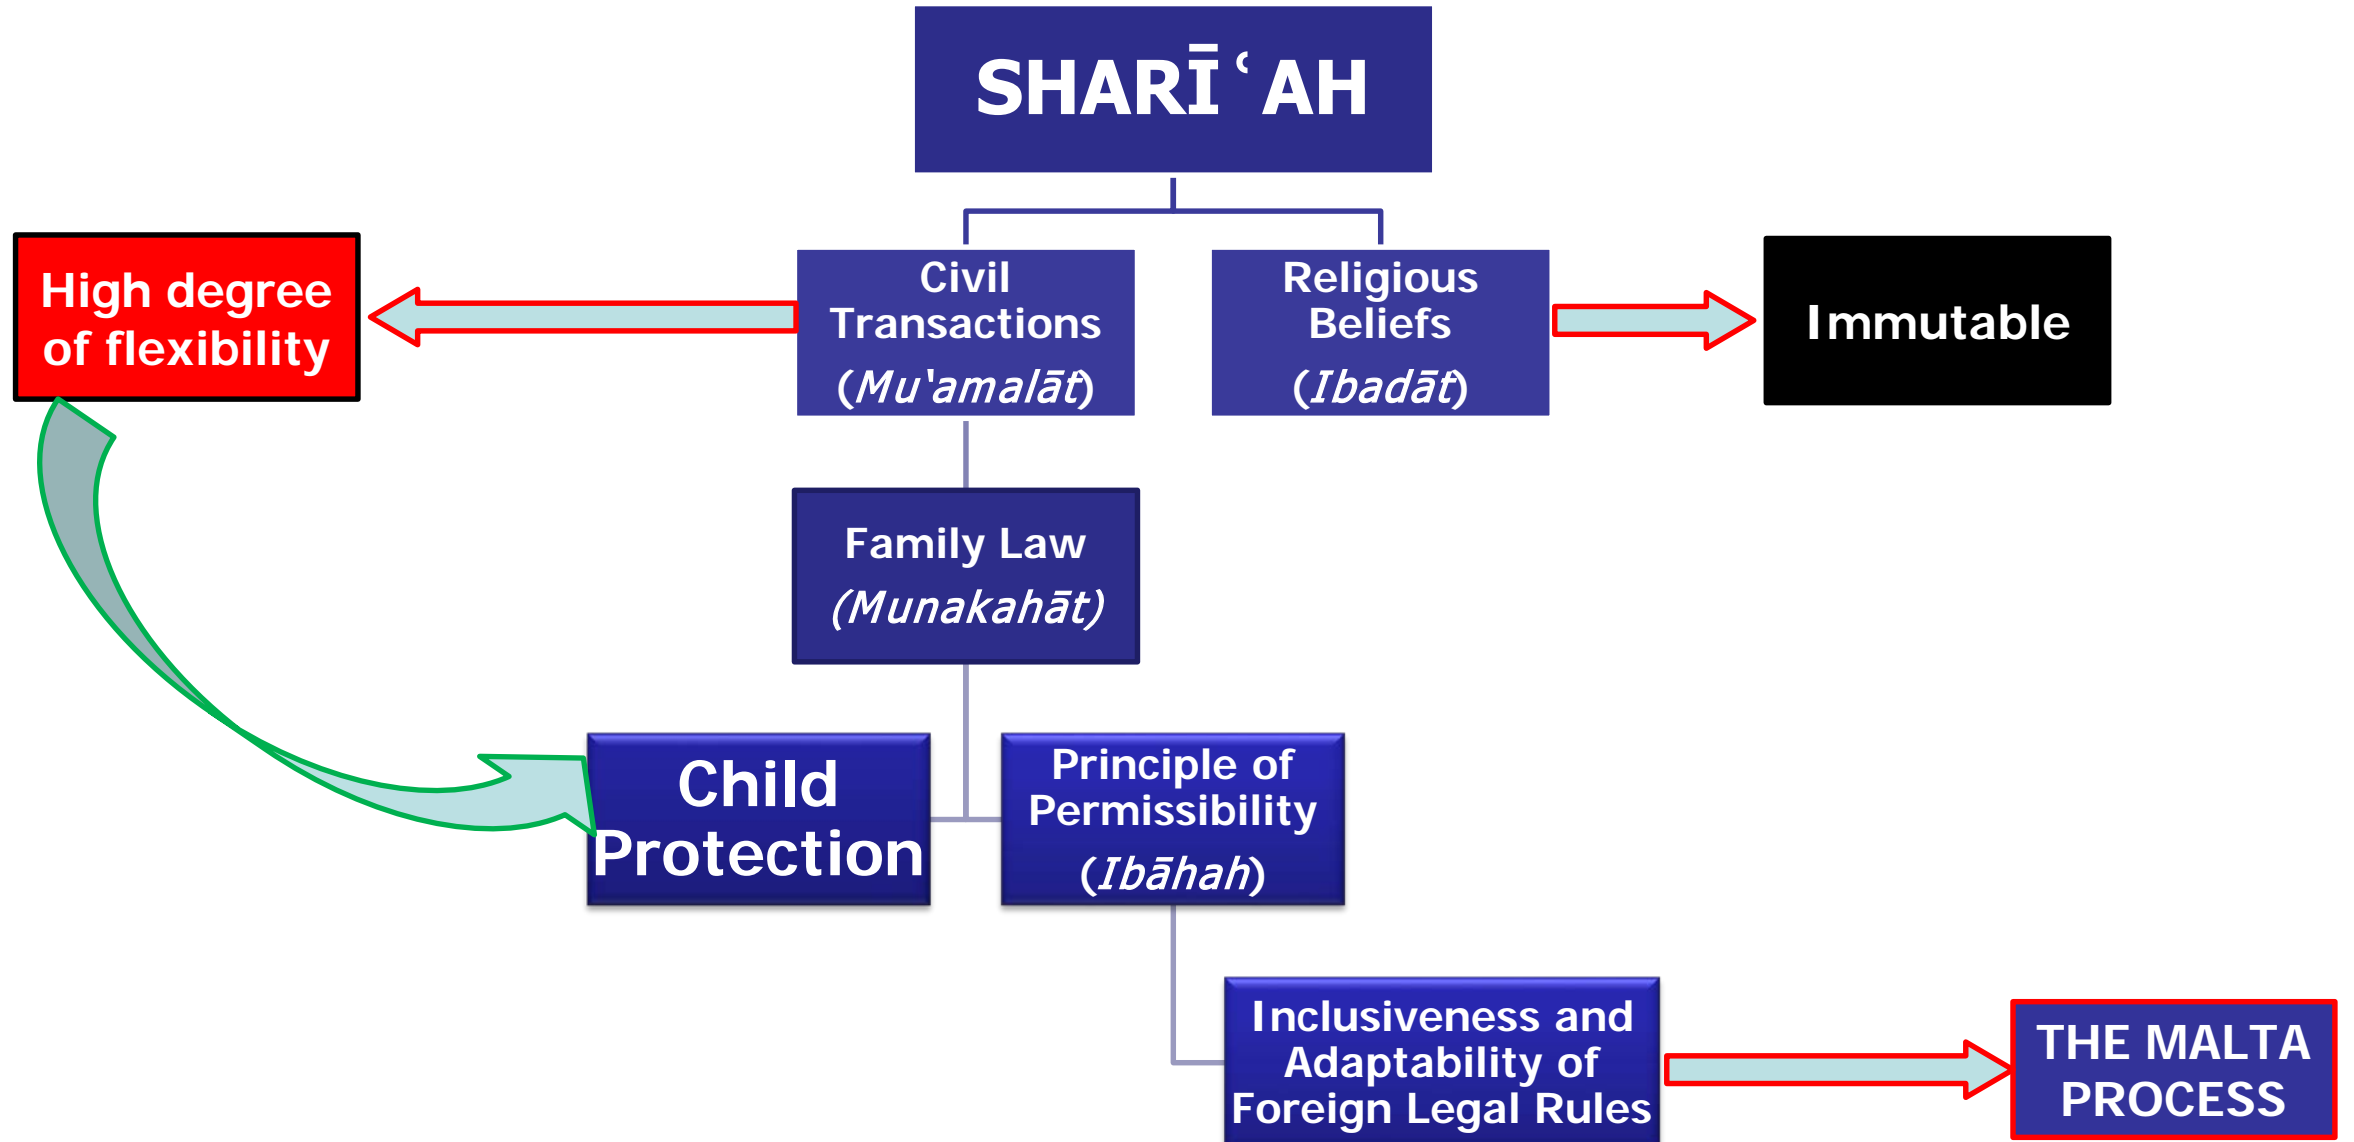 SHARĪʿAH
High degree
of flexibility
Civil
Transactions
(Mu'amalāt)
Religious
Beliefs
(Ibadāt)
Immutable
Family Law
(Munakahāt)
Child
Protection
Principle of
Permissibility
(Ibāhah)
Inclusiveness and
Adaptability of
Foreign Legal Rules
THE MALTA
PROCESS